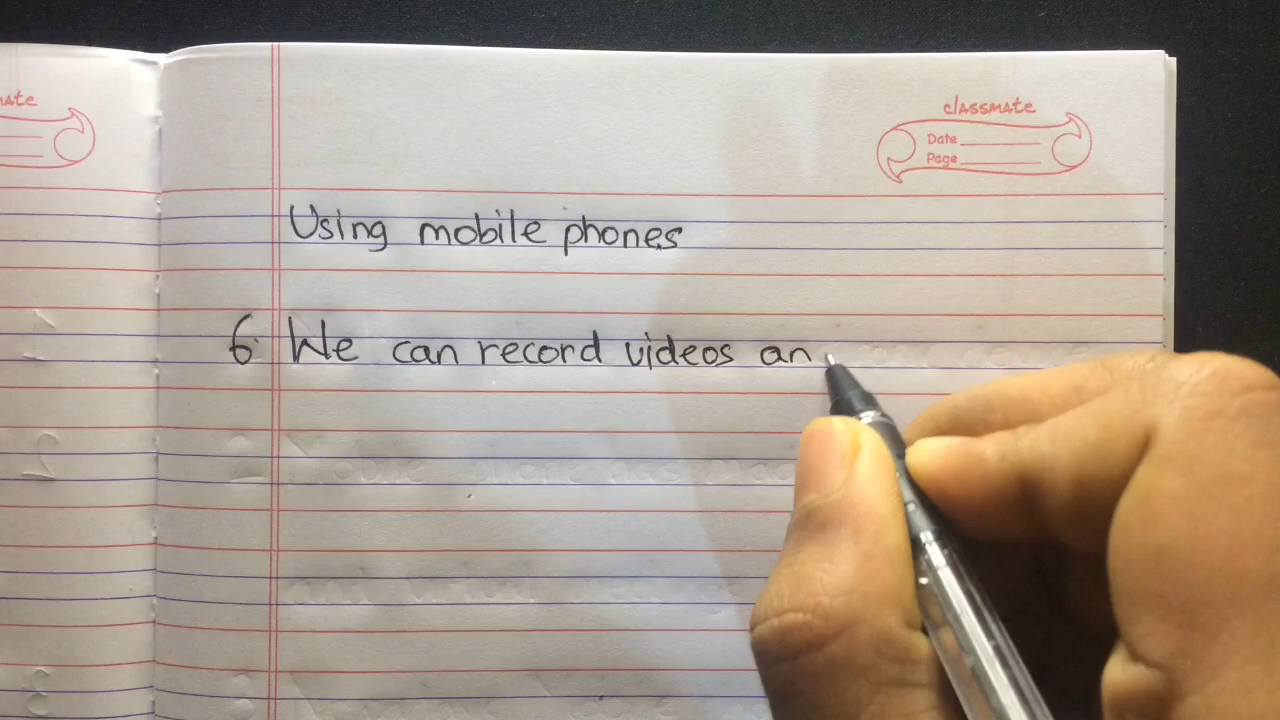 classmate
Date
Page
Using mobile phones
6. We can record videos an